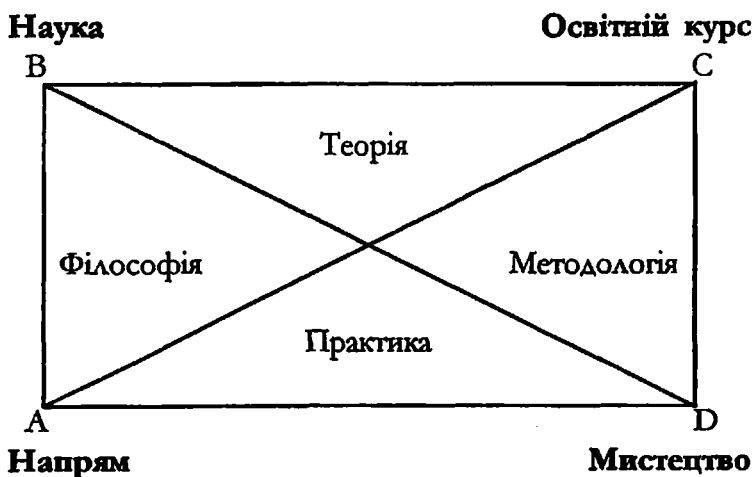 Наука Освітній курс
B C
Теорія
Філософія Методологія
Практика
A D
Напрям Мистецтво